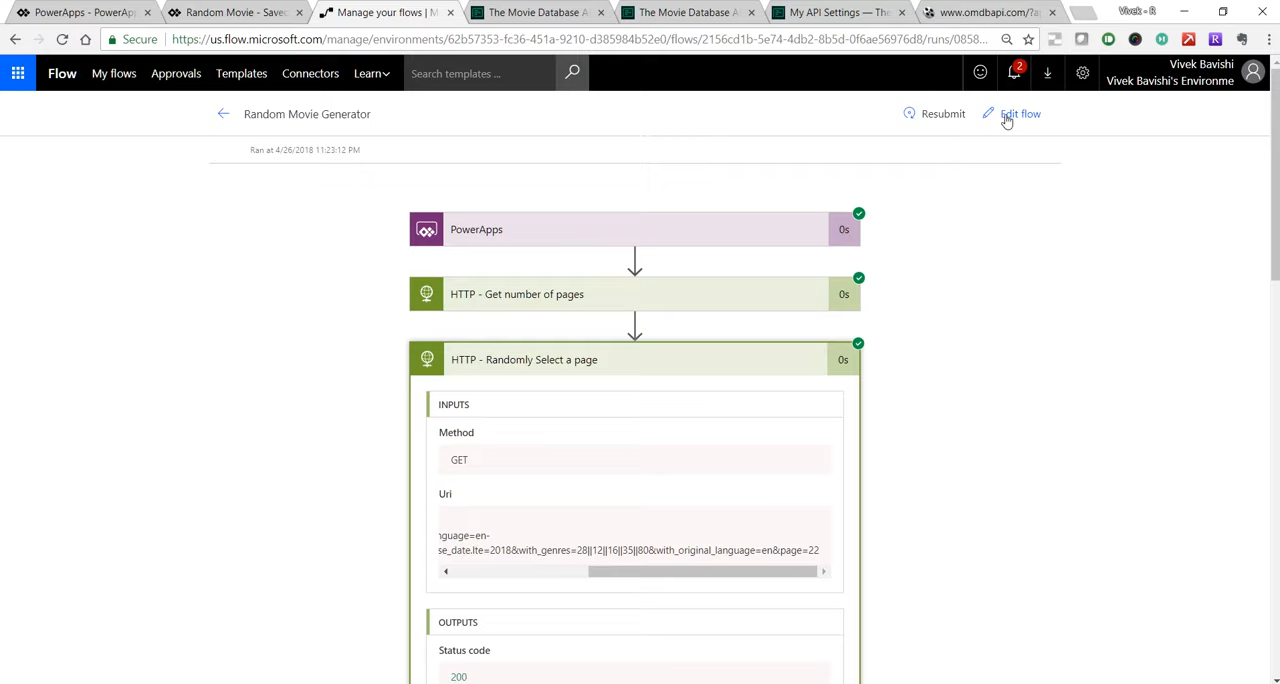 PowerApps - PowerApp
Random Movie - Saved
Manage your flows | M
The Movie Database A
The Movie Database A
My API Settings — The
www.omdbapi.com/?ap
Vivek - R
Secure
https://us.flow.microsoft.com/manage/environments/62b57353-fc36-451a-9210-d385984b52e0/flows/2156cd1b-5e74-4db2-8b5d-0f6ae56976d8/runs/0858...
Flow
My flows
Approvals
Templates
Connectors
Learn
Search templates ...
2
Vivek Bavishi
Vivek Bavishi's Environme
Random Movie Generator
Resubmit
Edit flow
Ran at 4/26/2018 11:23:12 PM
PowerApps
0s
HTTP - Get number of pages
0s
HTTP - Randomly Select a page
0s
INPUTS
Method
GET
Uri
nguage=en-
se_date.lte=2018&with_genres=28||12||16||35||80&with_original_language=en&page=22
OUTPUTS
Status code
200